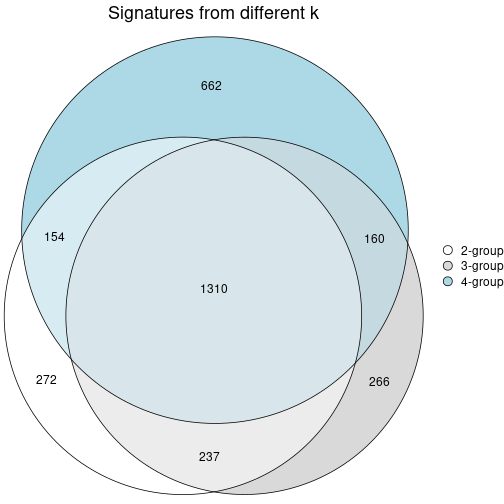 Signatures from different k
662
154
160
1310
272
266
237
2-group
3-group
4-group